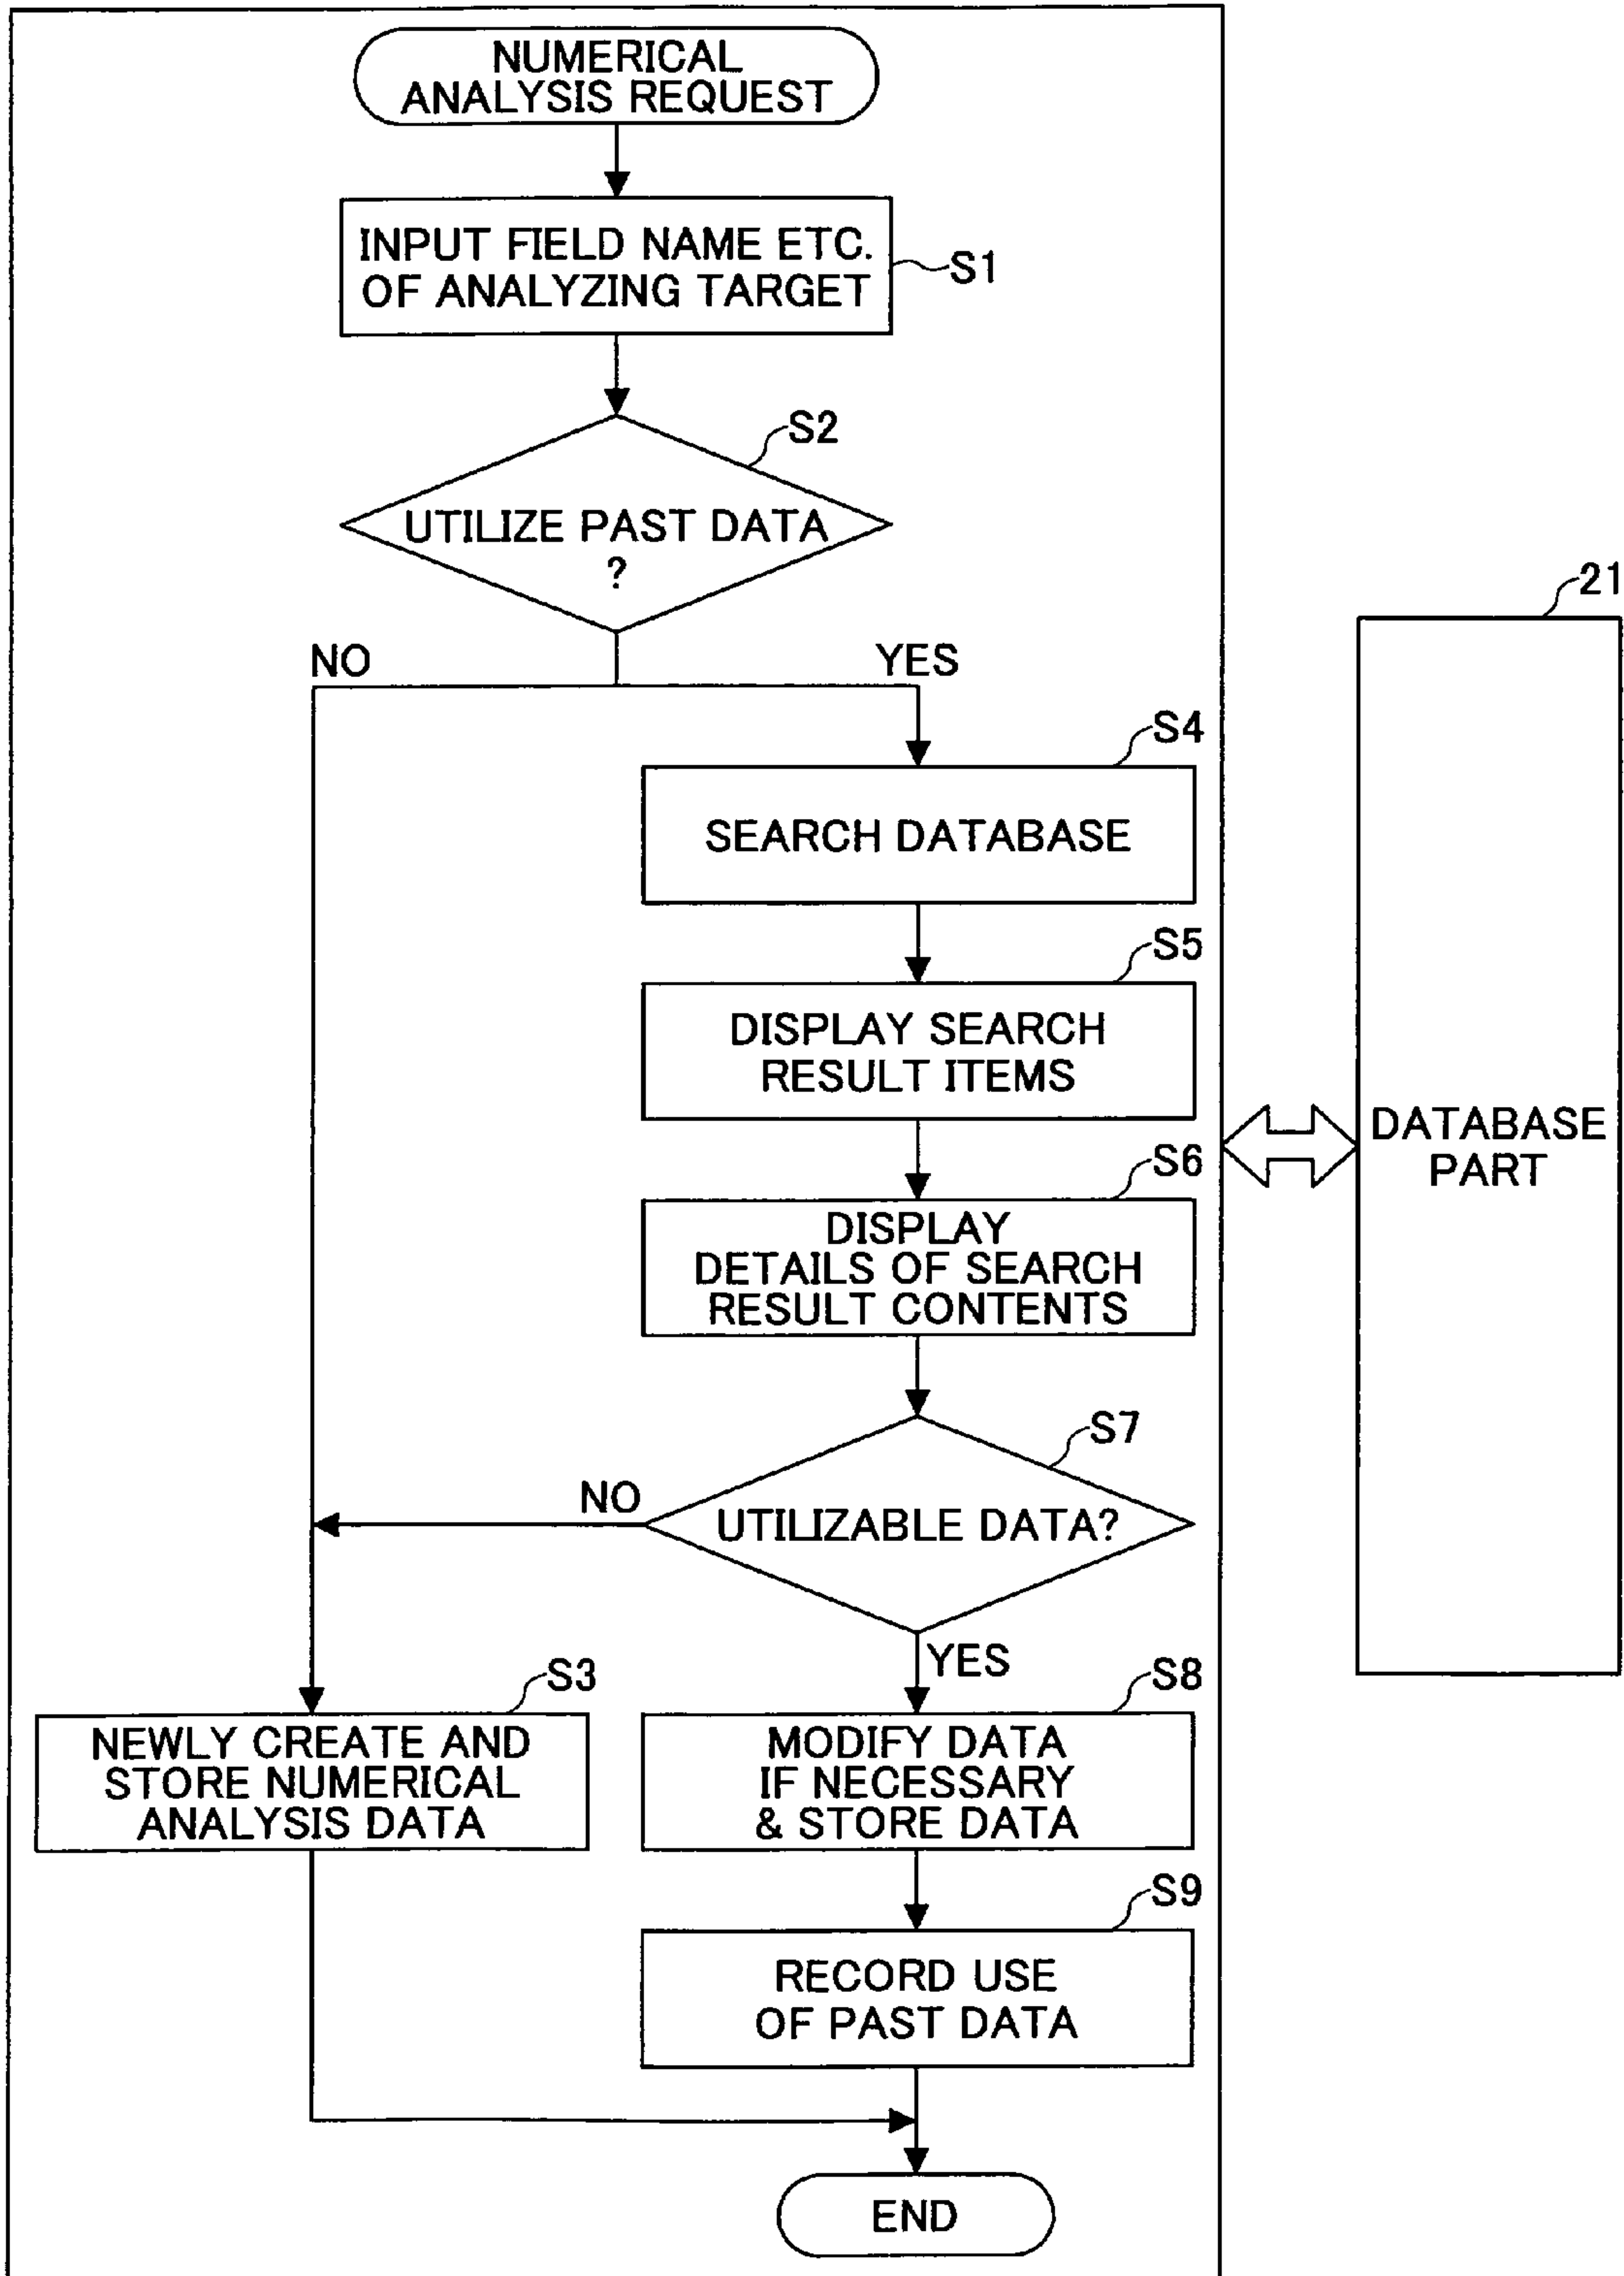 NUMERICAL
ANALYSIS REQUEST
INPUT FIELD NAME ETC.
OF ANALYZING TARGET
S1
S2
UTILIZE PAST DATA
?
NO
YES
S4
SEARCH DATABASE
S5
DISPLAY SEARCH
RESULT ITEMS
S6
DISPLAY
DETAILS OF SEARCH
RESULT CONTENTS
S7
UTILIZABLE DATA?
NO
YES
S3
NEWLY CREATE AND
STORE NUMERICAL
ANALYSIS DATA
S8
MODIFY DATA
IF NECESSARY
& STORE DATA
S9
RECORD USE
OF PAST DATA
END
21
DATABASE
PART